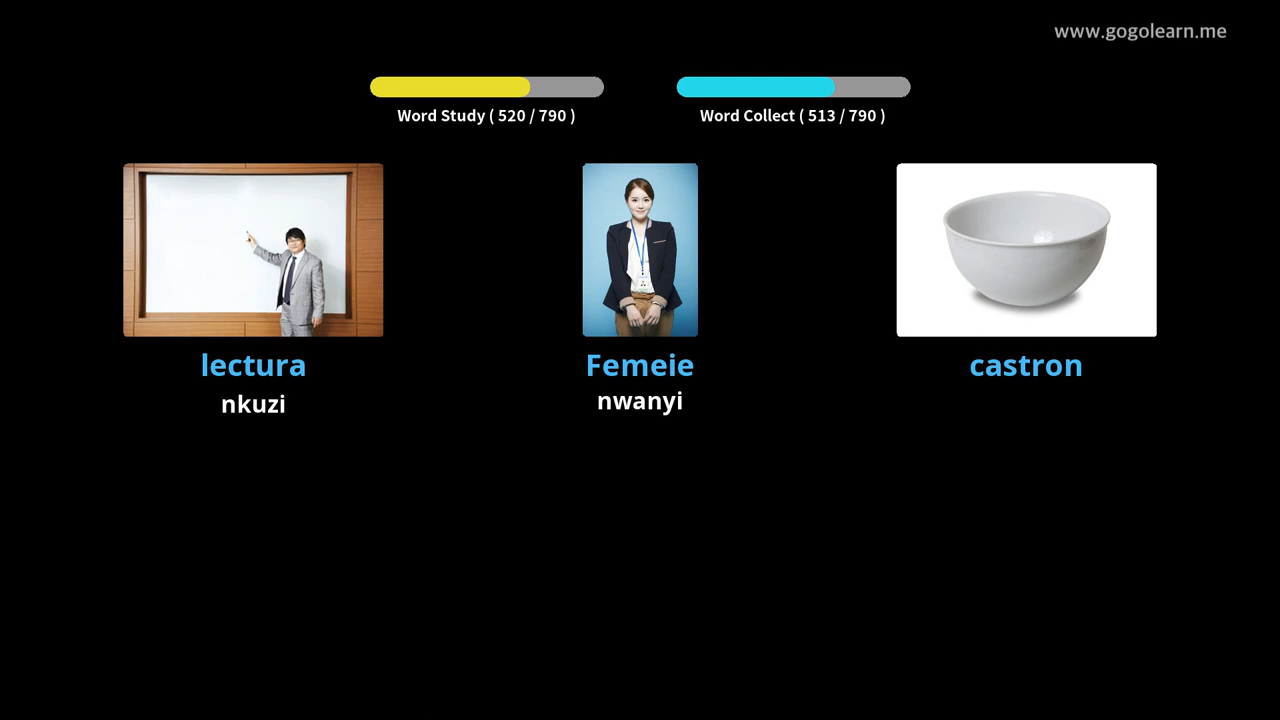 www.gogolearn.me
Word Study ( 520 / 790 )
Word Collect ( 513 / 790 )
lectura
nkuzi
Femeie
nwanyi
castron